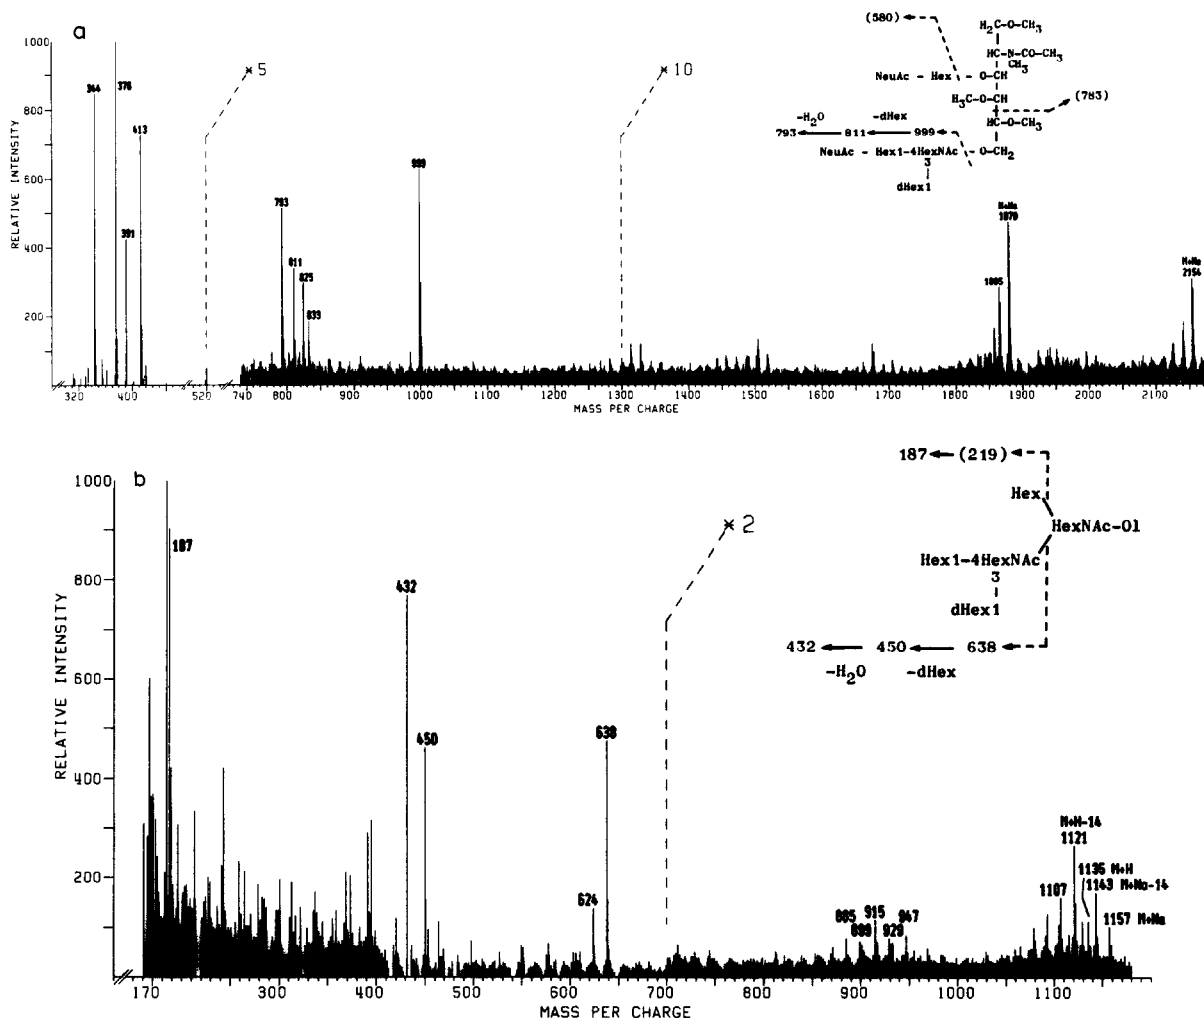 a
RELATIVE INTENSITY
1000
800
600
400
200
344
376
413
391
* 5
* 10
793
811
825
839
999
M+Na
1879
1865
M+Na
2154
(580)
H2C-O-CH3
HC-N-CO-CH3
CH3
NeuAc - Hex - O-CH
H3C-O-CH
(783)
HC-O-CH3
-H2O -dHex
793 811 999
NeuAc - Hex1-4HexNAc - O-CH2
3
dHex1
320 400 520 740 800 900 1000 1100 1200 1300 1400 1500 1600 1700 1800 1900 2000 2100
MASS PER CHARGE
b
RELATIVE INTENSITY
1000
800
600
400
200
187
432
450
624
638
* 2
187 (219)
Hex
HexNAc-Ol
Hex1-4HexNAc
3
dHex1
432 450 638
-H2O -dHex
885
899
915
929
947
1107
M+H-14
1121
1135 M+H
1143 M+Na-14
1157 M+Na
170 300 400 500 600 700 800 900 1000 1100
MASS PER CHARGE